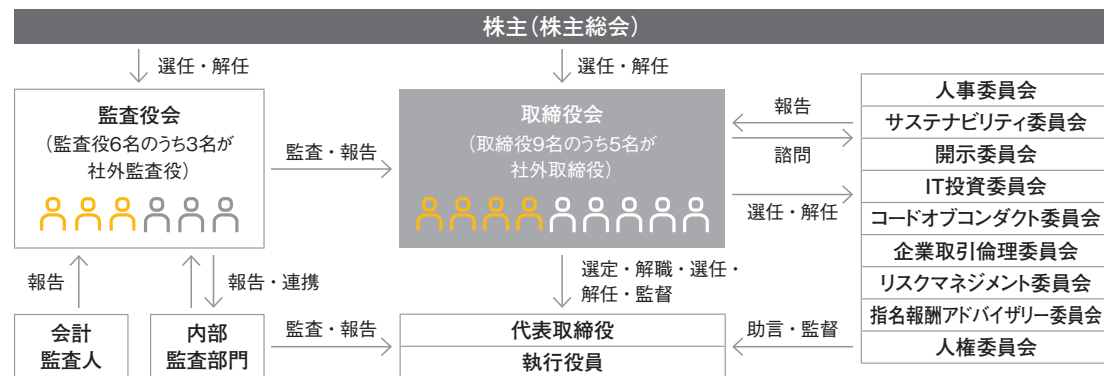 株主（株主総会）
選任・解任
選任・解任
監査役会
（監査役6名のうち3名が
社外監査役）
監査・報告
取締役会
（取締役9名のうち5名が
社外取締役）
報告
諮問
選任・解任
人事委員会
サステナビリティ委員会
開示委員会
IT投資委員会
コードオブコンダクト委員会
企業取引倫理委員会
リスクマネジメント委員会
指名報酬アドバイザリー委員会
人権委員会
報告
報告・連携
選定・解職・選任・
解任・監督
会計
監査人
内部
監査部門
監査・報告
代表取締役
執行役員
助言・監督